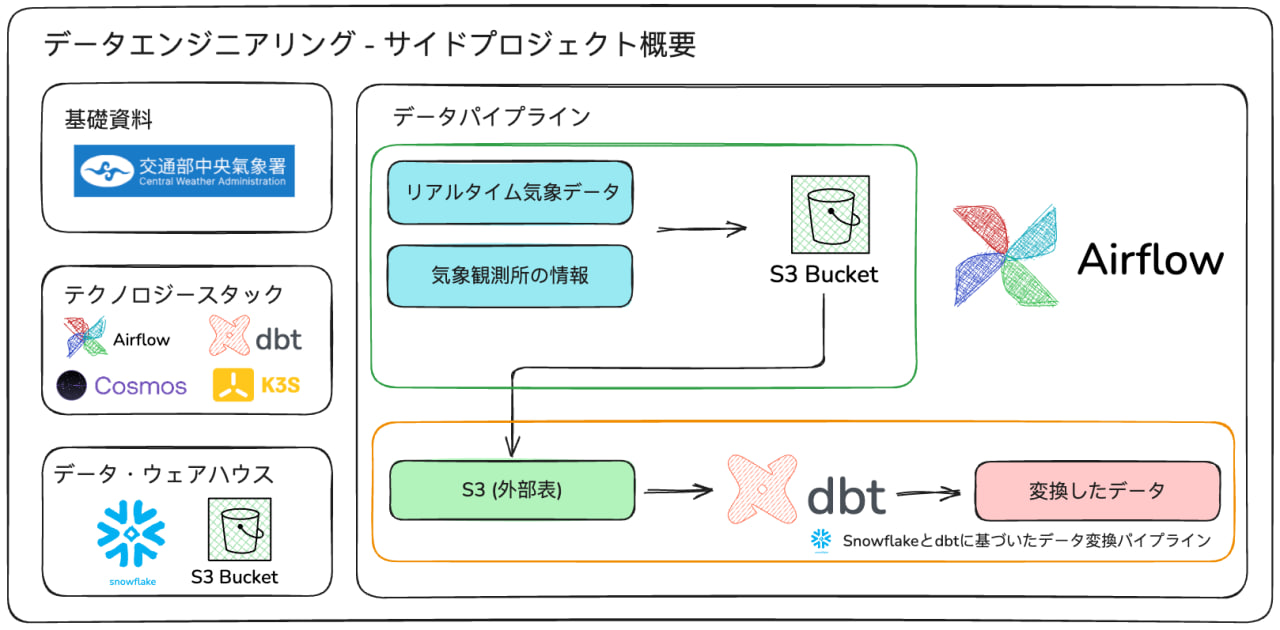 データエンジニアリング - サイドプロジェクト概要
基礎資料
交通部中央氣象署
Central Weather Administration
テクノロジースタック
Airflow
dbt
Cosmos
K3S
データ・ウェアハウス
snowflake
S3 Bucket
データパイプライン
リアルタイム気象データ
気象観測所の情報
S3 Bucket
Airflow
S3 (外部表)
dbt
変換したデータ
Snowflakeとdbtに基づいたデータ変換パイプライン